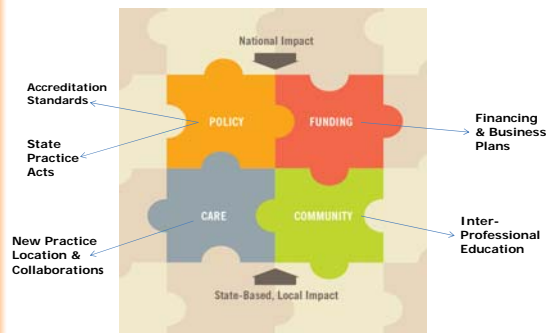 National Impact
Accreditation
Standards
POLICY
FUNDING
State
Practice
Acts
Financing
& Business
Plans
CARE
COMMUNITY
New Practice
Location &
Collaborations
Inter-
Professional
Education
State-Based, Local Impact